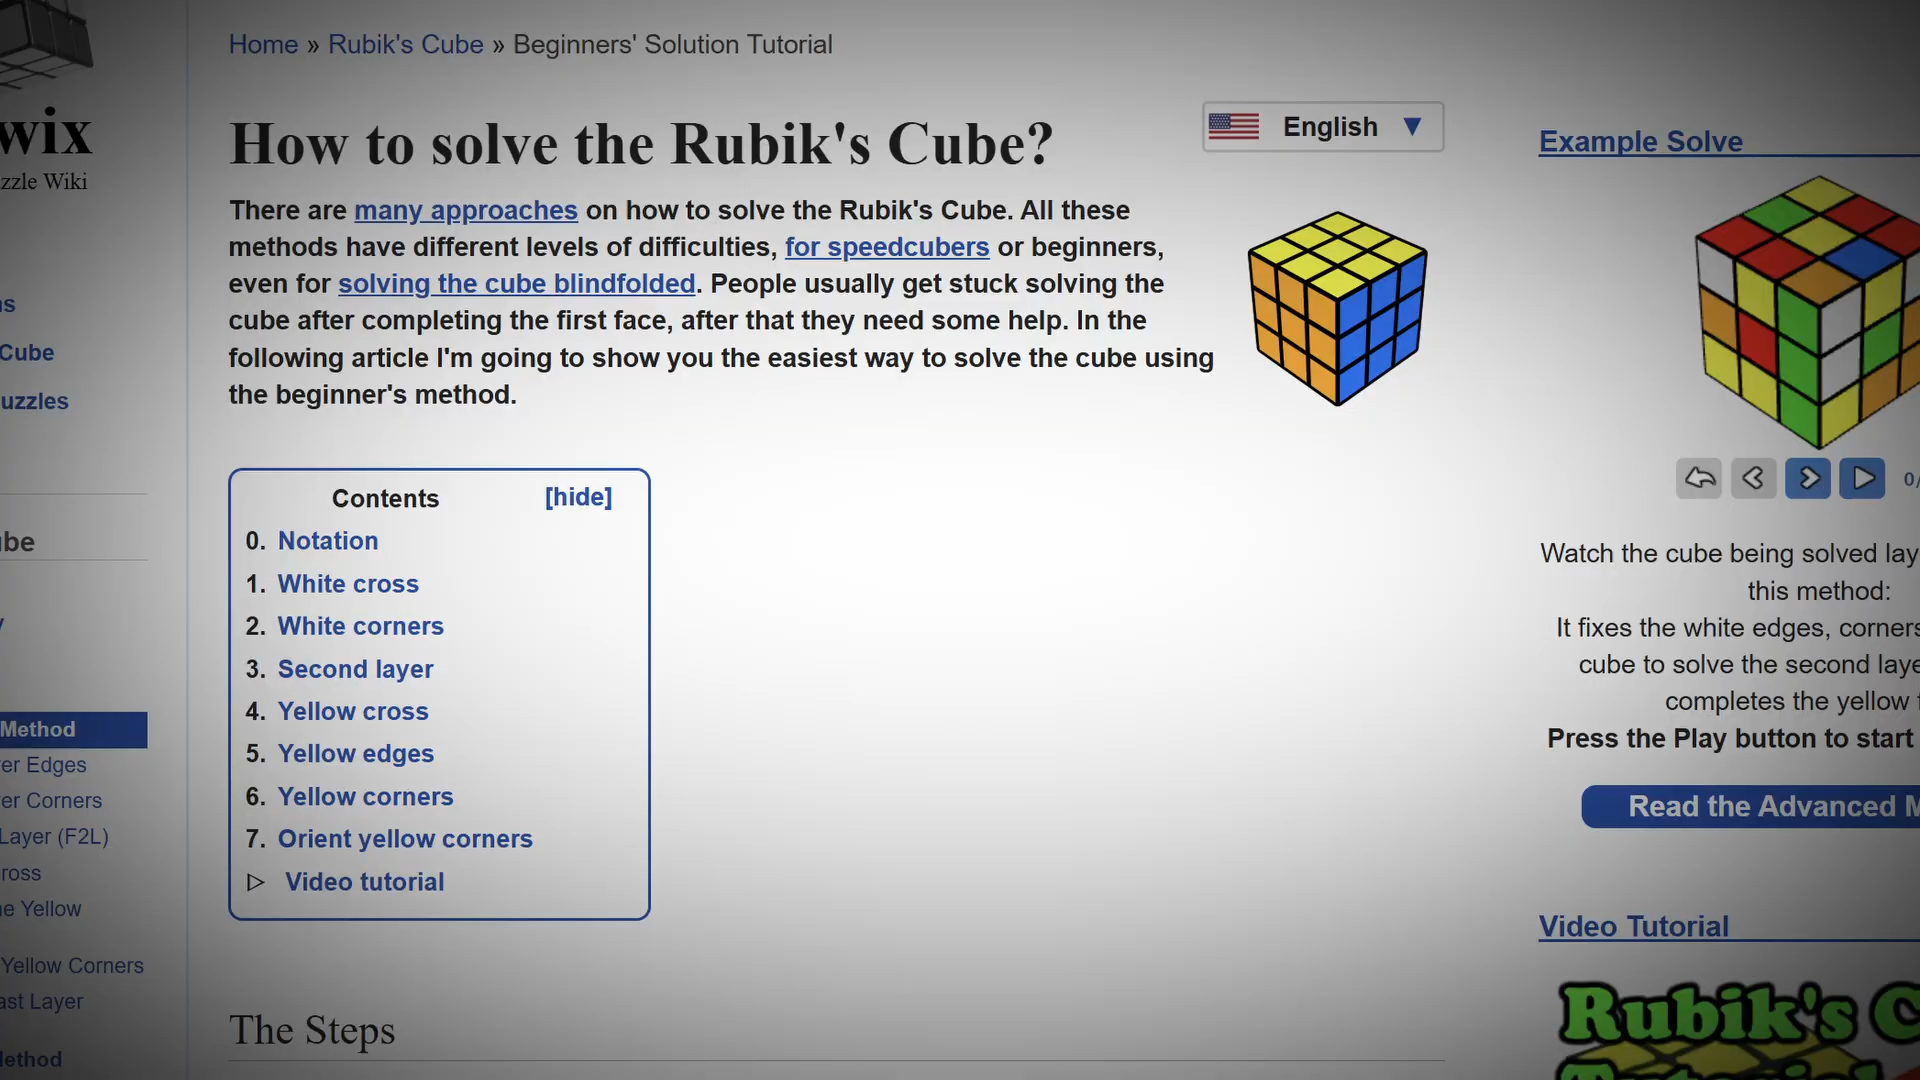 Home » Rubik's Cube » Beginners' Solution Tutorial
wix
zzle Wiki
Cube
uzzles
Method
er Edges
er Corners
Layer (F2L)
ross
ne Yellow
Yellow Corners
ast Layer
ethod
How to solve the Rubik's Cube?
English
There are many approaches on how to solve the Rubik's Cube. All these
methods have different levels of difficulties, for speedcubers or beginners,
even for solving the cube blindfolded. People usually get stuck solving the
cube after completing the first face, after that they need some help. In the
following article I'm going to show you the easiest way to solve the cube using
the beginner's method.
Contents [hide]
0. Notation
1. White cross
2. White corners
3. Second layer
4. Yellow cross
5. Yellow edges
6. Yellow corners
7. Orient yellow corners
▷ Video tutorial
The Steps
Example Solve
0/
Watch the cube being solved lay
this method:
It fixes the white edges, corners
cube to solve the second laye
completes the yellow
Press the Play button to start
Read the Advanced M
Video Tutorial
Rubik's C
Tutorial